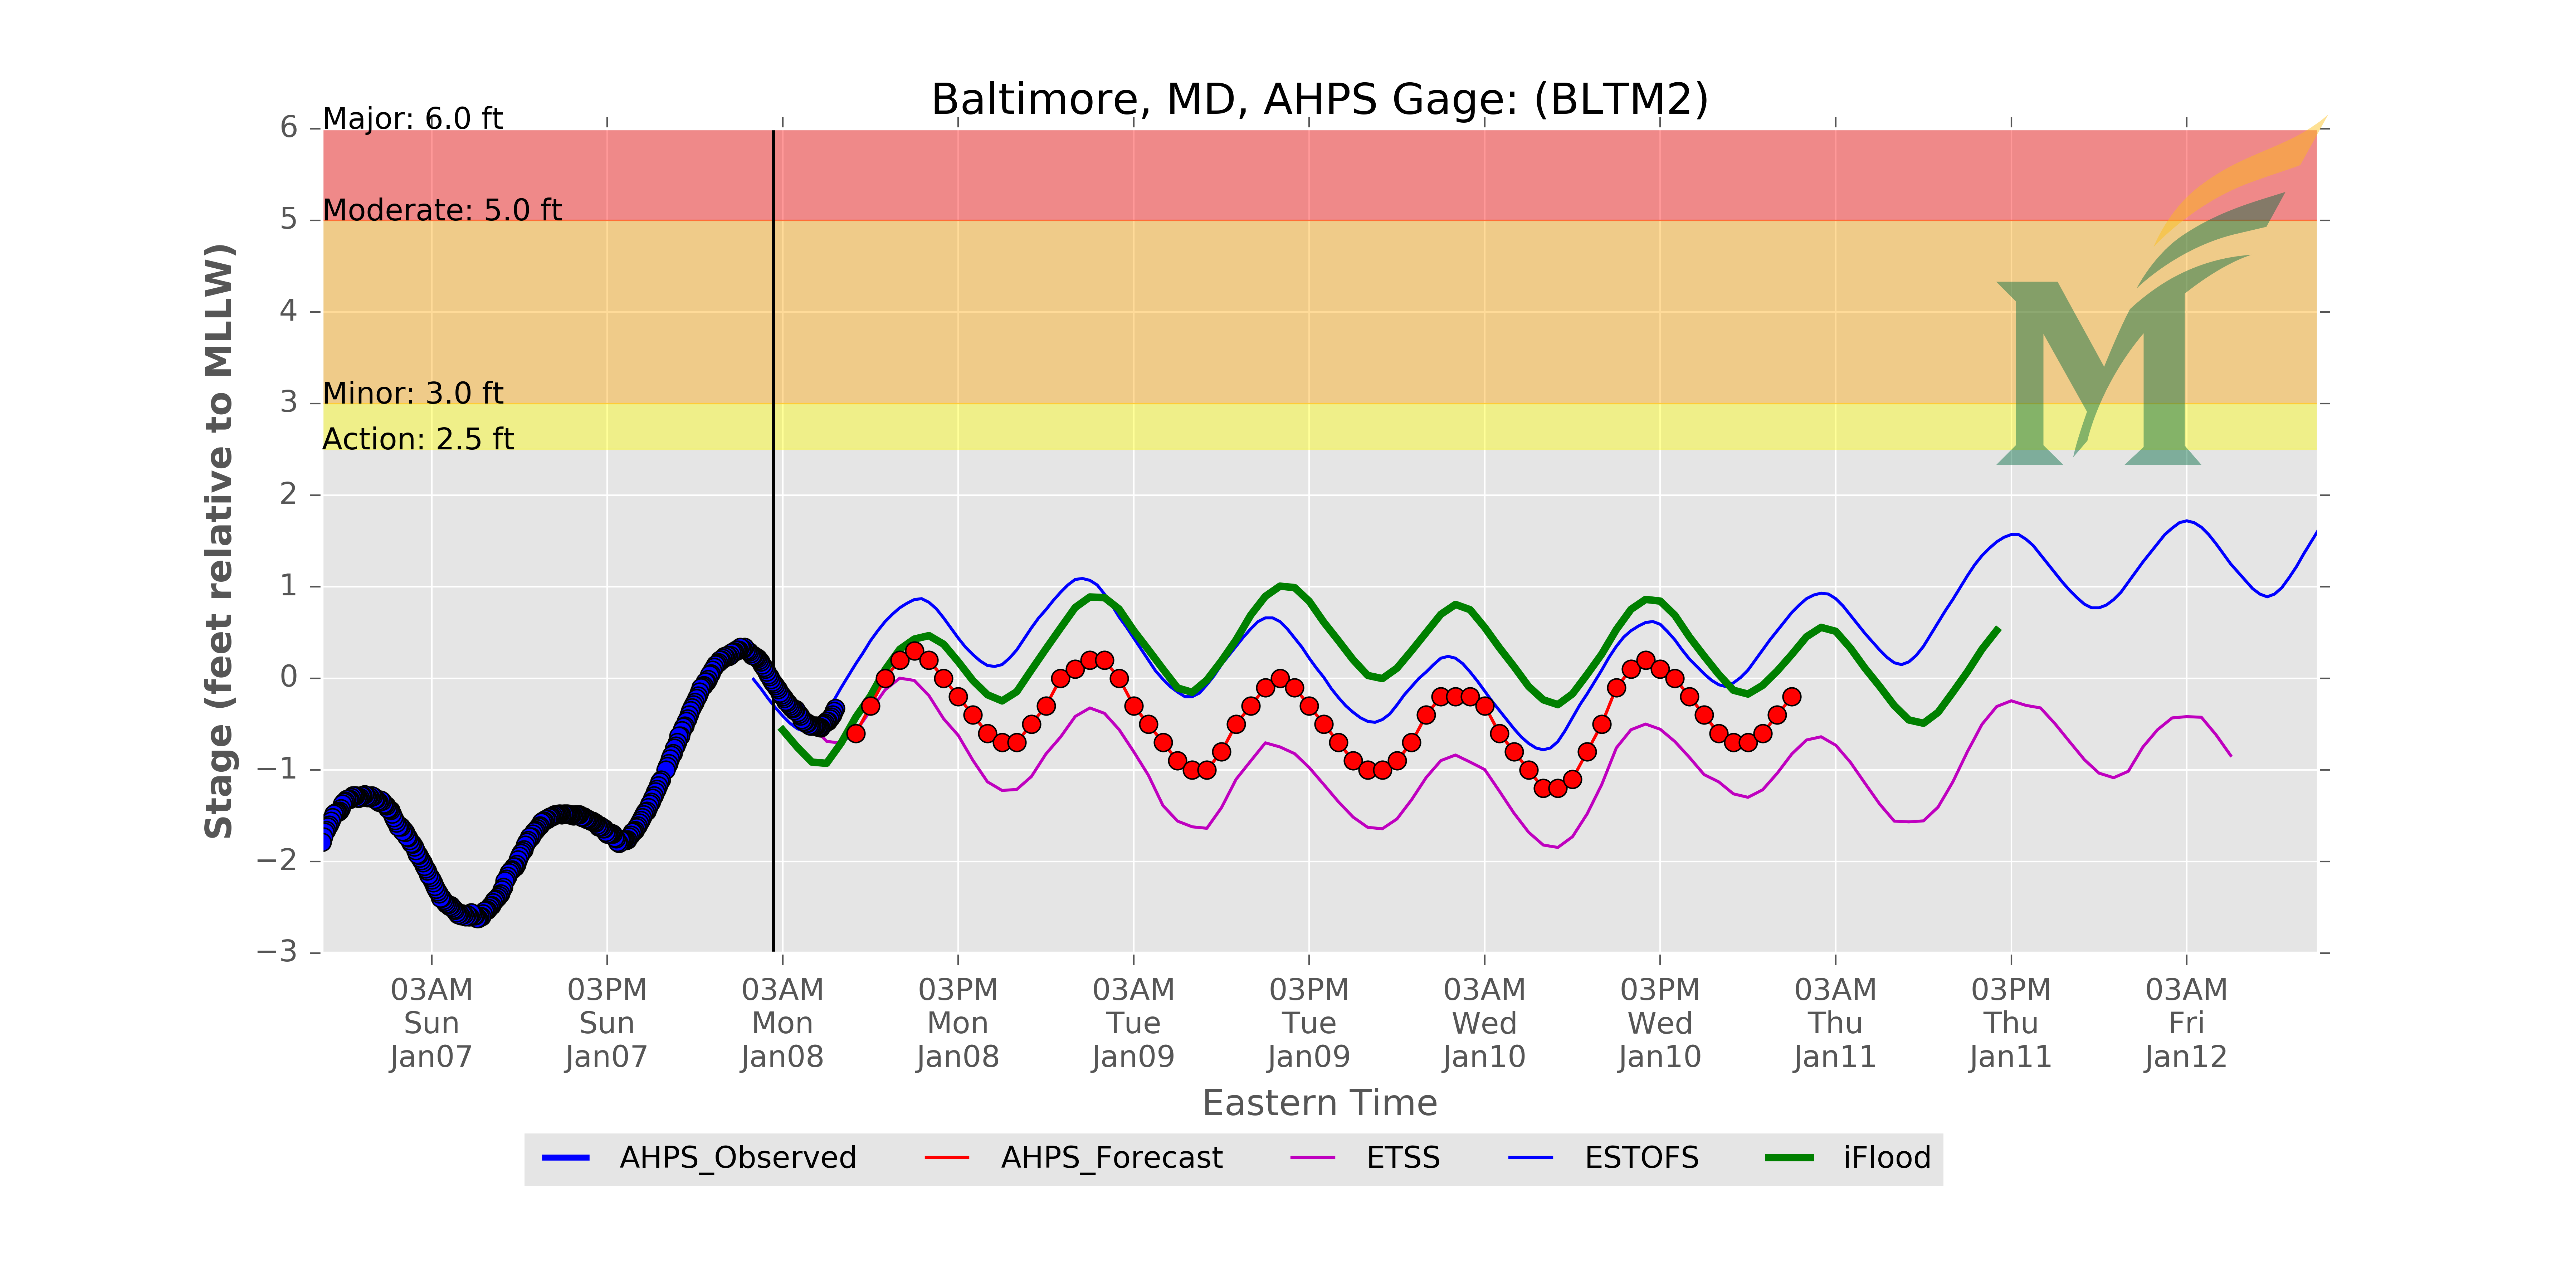 Baltimore, MD, AHPS Gage: (BLTM2)
Major: 6.0 ft
Moderate: 5.0 ft
Minor: 3.0 ft
Action: 2.5 ft
Stage (feet relative to MLLW)
6
5
4
3
2
1
0
−1
−2
−3
03AM 03PM 03AM 03PM 03AM 03PM 03AM 03PM 03AM 03PM 03AM
Sun Sun Mon Mon Tue Tue Wed Wed Thu Thu Fri
Jan07 Jan07 Jan08 Jan08 Jan09 Jan09 Jan10 Jan10 Jan11 Jan11 Jan12
Eastern Time
AHPS_Observed AHPS_Forecast ETSS ESTOFS iFlood
M